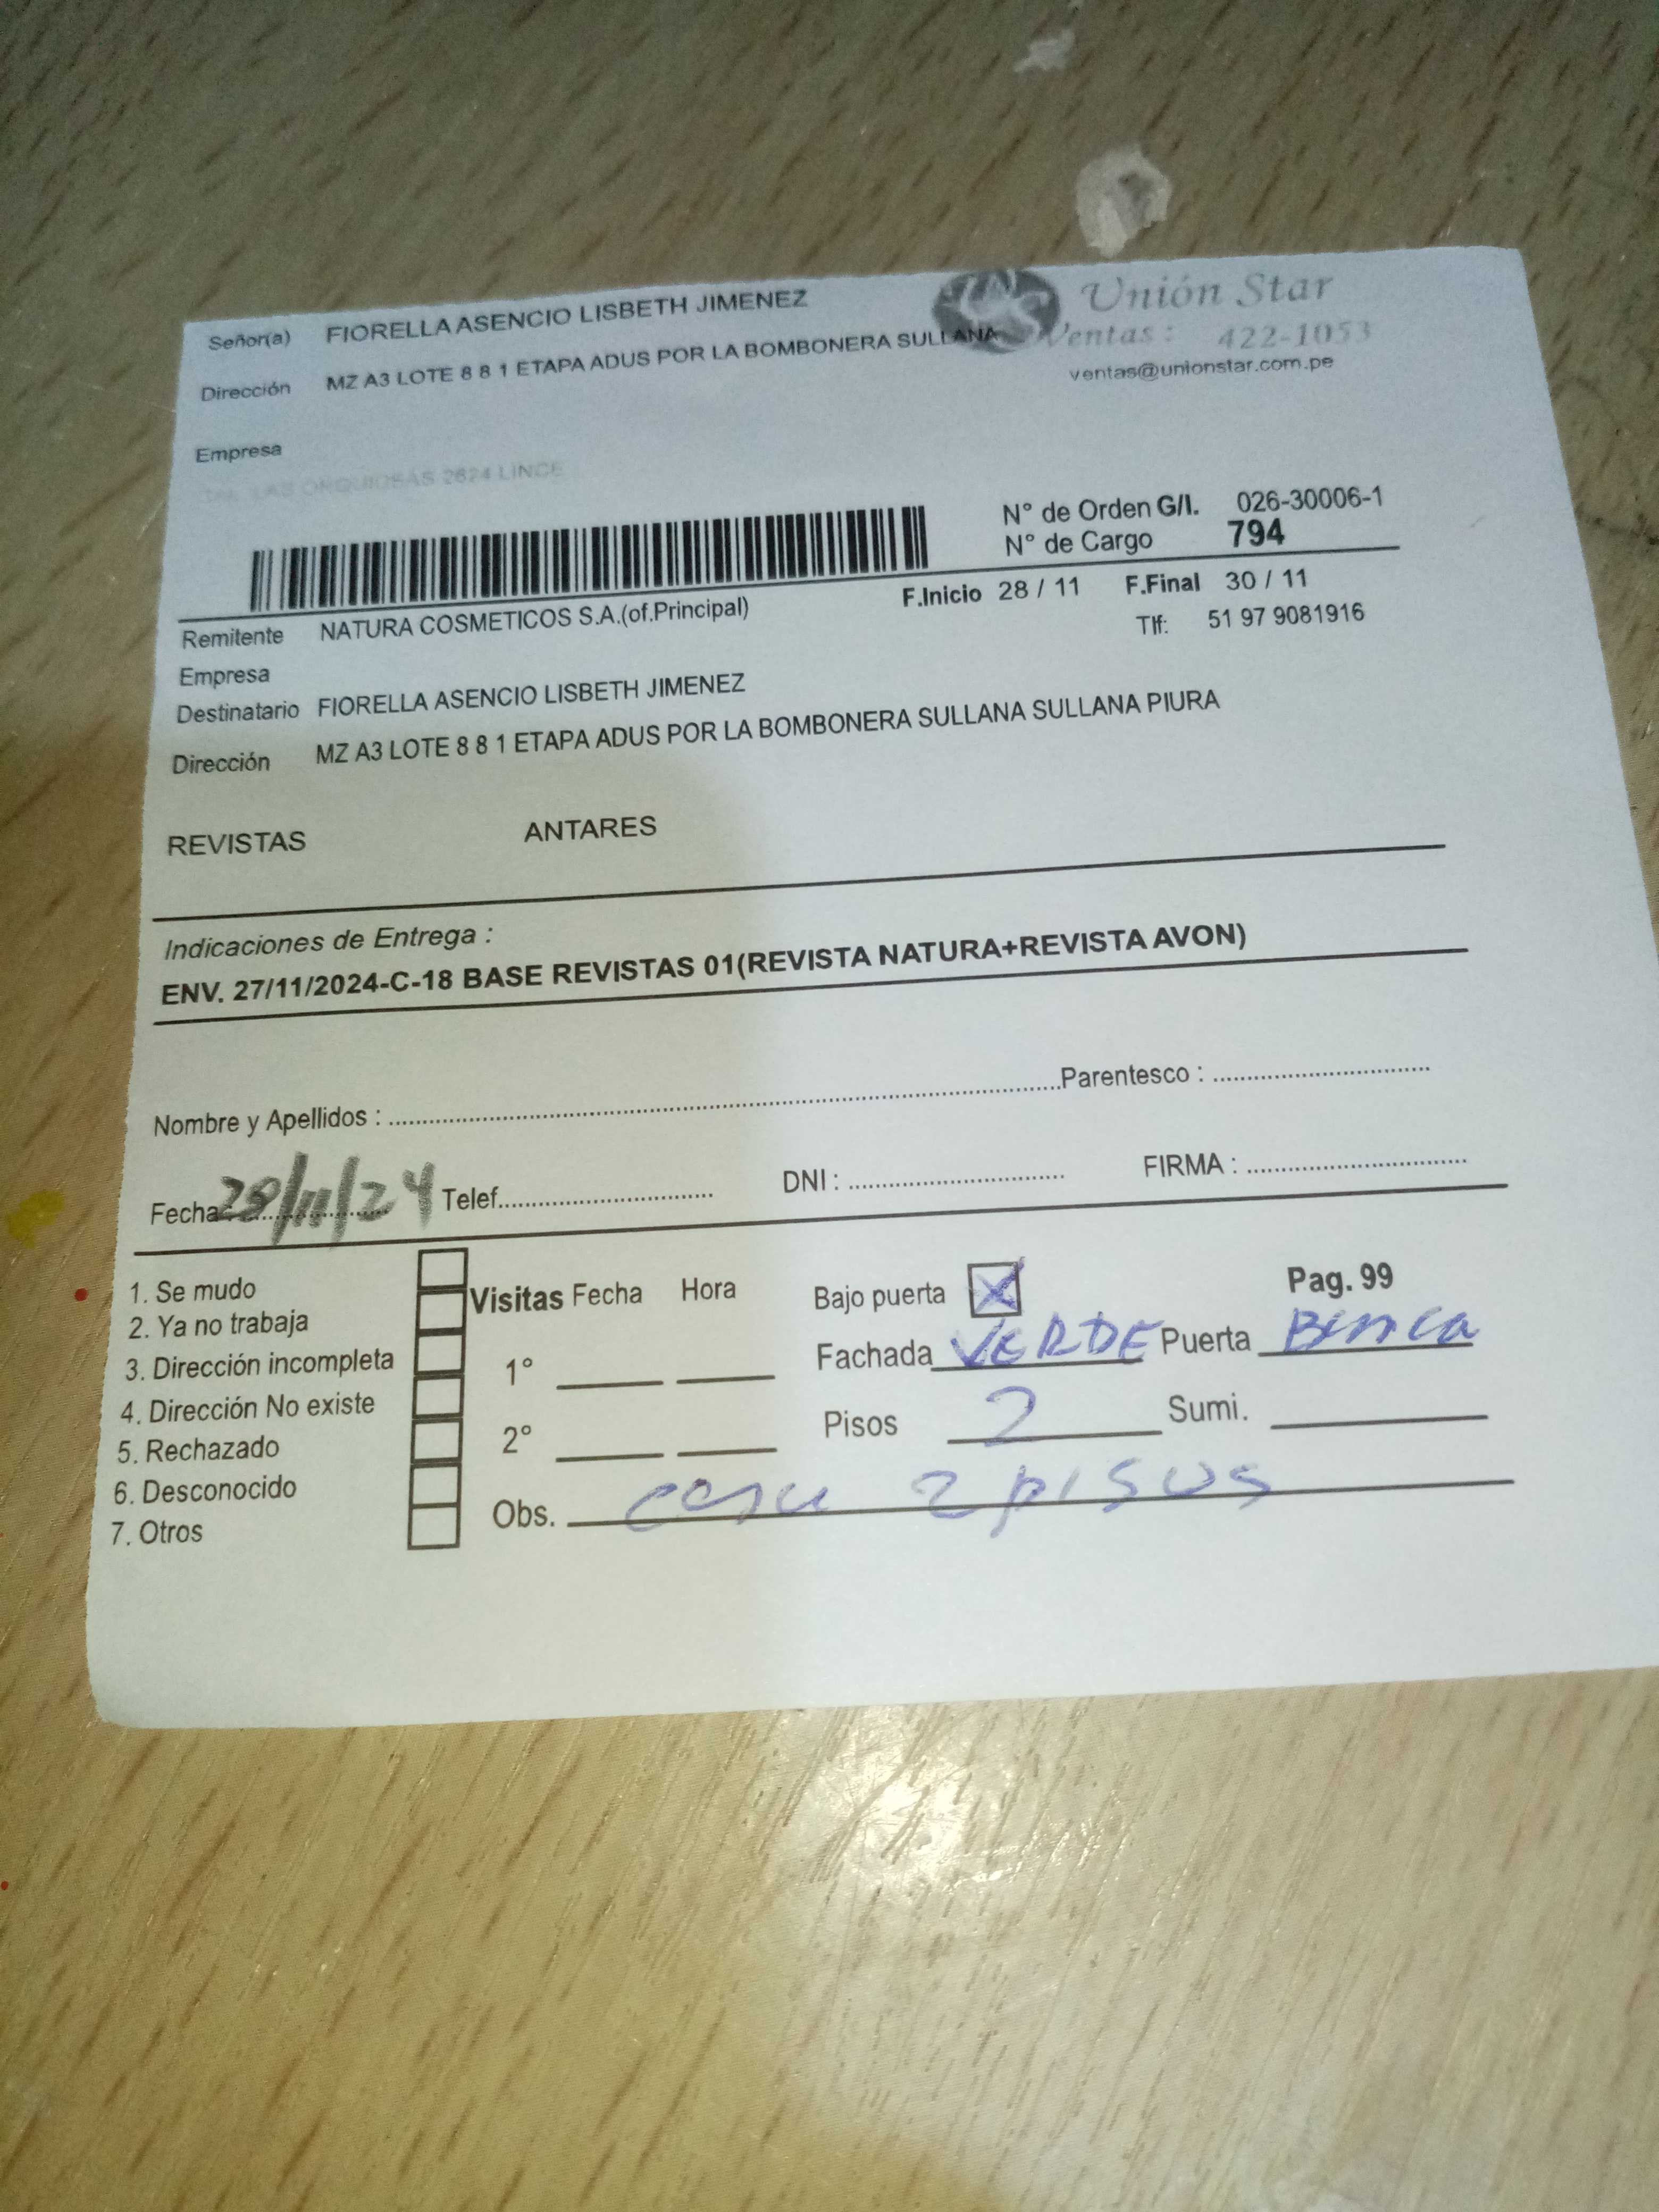 Señor(a) FIORELLA ASENCIO LISBETH JIMENEZ
Unión Star
Dirección MZ A3 LOTE 8 8 1 ETAPA ADUS POR LA BOMBONERA SULLANA
Ventas: 422-1053
ventas@unionstar.com.pe
Empresa
LAS ORQUIDEAS 2624 LINCE
N° de Orden G/I. 026-30006-1
N° de Cargo 794
F.Inicio 28 / 11 F.Final 30 / 11
Remitente NATURA COSMETICOS S.A.(of.Principal)
Tlf: 51 97 9081916
Empresa
Destinatario FIORELLA ASENCIO LISBETH JIMENEZ
Dirección MZ A3 LOTE 8 8 1 ETAPA ADUS POR LA BOMBONERA SULLANA SULLANA PIURA
REVISTAS ANTARES
Indicaciones de Entrega :
ENV. 27/11/2024-C-18 BASE REVISTAS 01(REVISTA NATURA+REVISTA AVON)
Nombre y Apellidos : Parentesco :
Fecha 28/11/24 Telef. DNI : FIRMA :
1. Se mudo
2. Ya no trabaja
3. Dirección incompleta
4. Dirección No existe
5. Rechazado
6. Desconocido
7. Otros
Visitas Fecha Hora
1°
2°
Bajo puerta X Pag. 99
Fachada VERDE Puerta
Pisos 2 Sumi.
Obs. casa 2 pisos